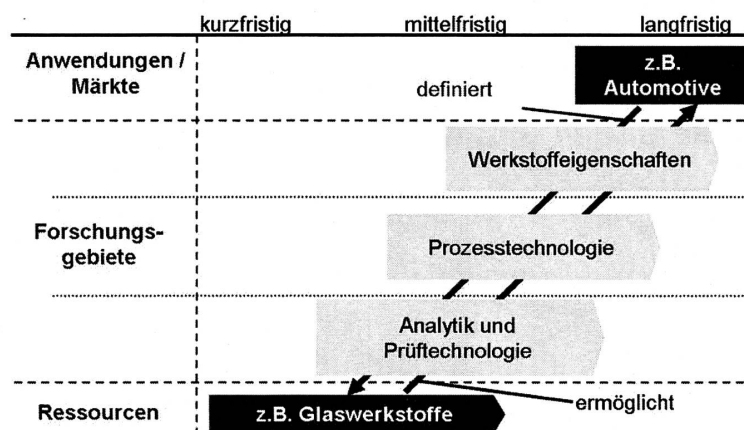 kurzfristig mittelfristig langfristig
Anwendungen /
Märkte
z.B.
Automotive
definiert
Werkstoffeigenschaften
Forschungs-
gebiete
Prozesstechnologie
Analytik und
Prüftechnologie
Ressourcen
z.B. Glaswerkstoffe
ermöglicht